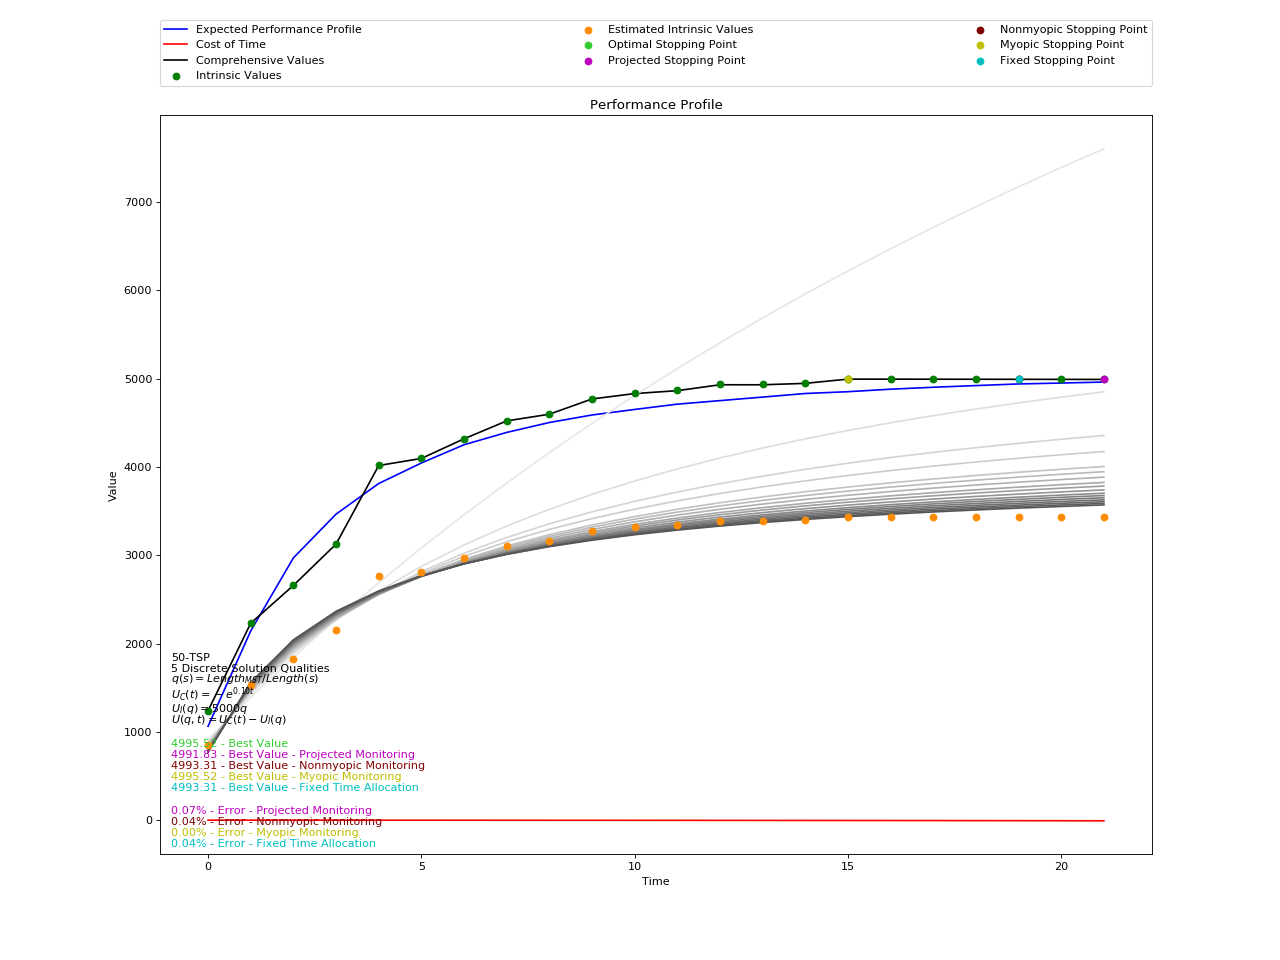 Expected Performance Profile
Cost of Time
Comprehensive Values
Intrinsic Values
Estimated Intrinsic Values
Optimal Stopping Point
Projected Stopping Point
Nonmyopic Stopping Point
Myopic Stopping Point
Fixed Stopping Point
Performance Profile
Value
7000
6000
5000
4000
3000
2000
1000
0
50-TSP
5 Discrete Solution Qualities
q(s) = Length_{MST}/Length(s)
U_C(t) = − e^{0.10t}
U_I(q) = 5000q
U(q, t) = U_C(t) − U_I(q)
4995.52 - Best Value
4991.83 - Best Value - Projected Monitoring
4993.31 - Best Value - Nonmyopic Monitoring
4995.52 - Best Value - Myopic Monitoring
4993.31 - Best Value - Fixed Time Allocation
0.07% - Error - Projected Monitoring
0.04% - Error - Nonmyopic Monitoring
0.00% - Error - Myopic Monitoring
0.04% - Error - Fixed Time Allocation
0 5 10 15 20
Time